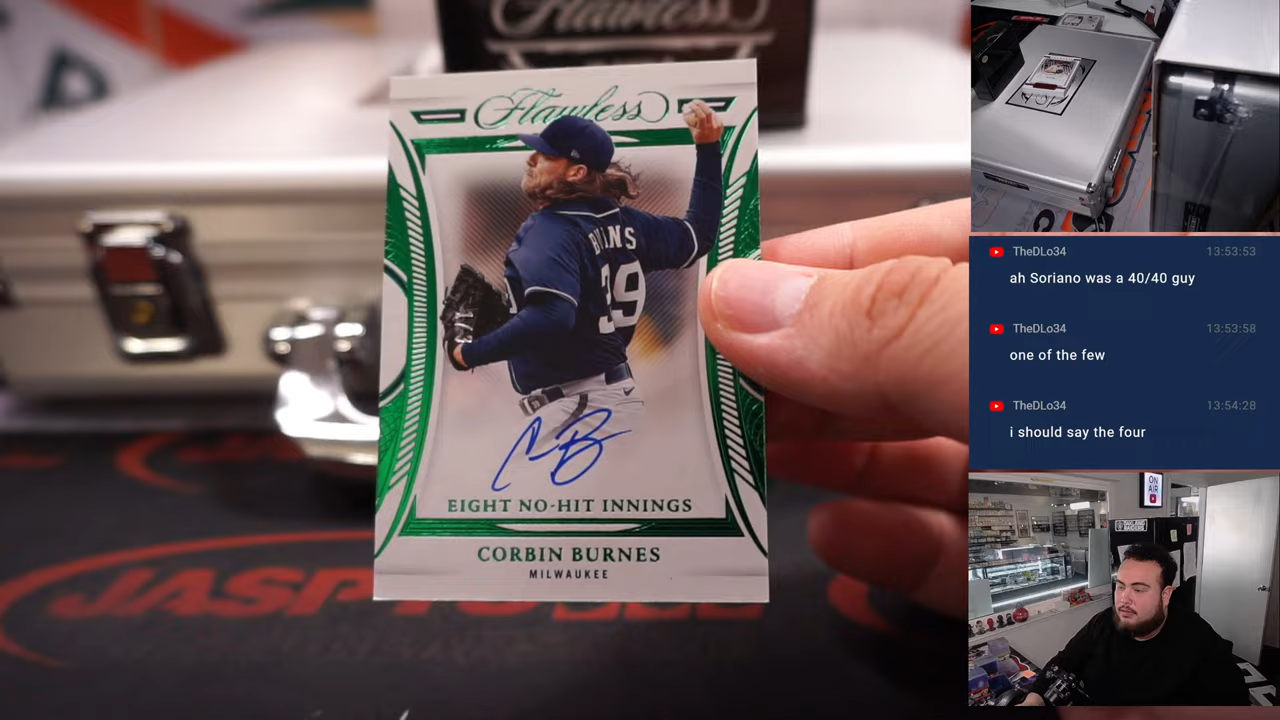 Flawless
Flawless
39
EIGHT NO-HIT INNINGS
CORBIN BURNES
MILWAUKEE
TheDLo34 13:53:53
ah Soriano was a 40/40 guy
TheDLo34 13:53:58
one of the few
TheDLo34 13:54:28
i should say the four
ON
AIR